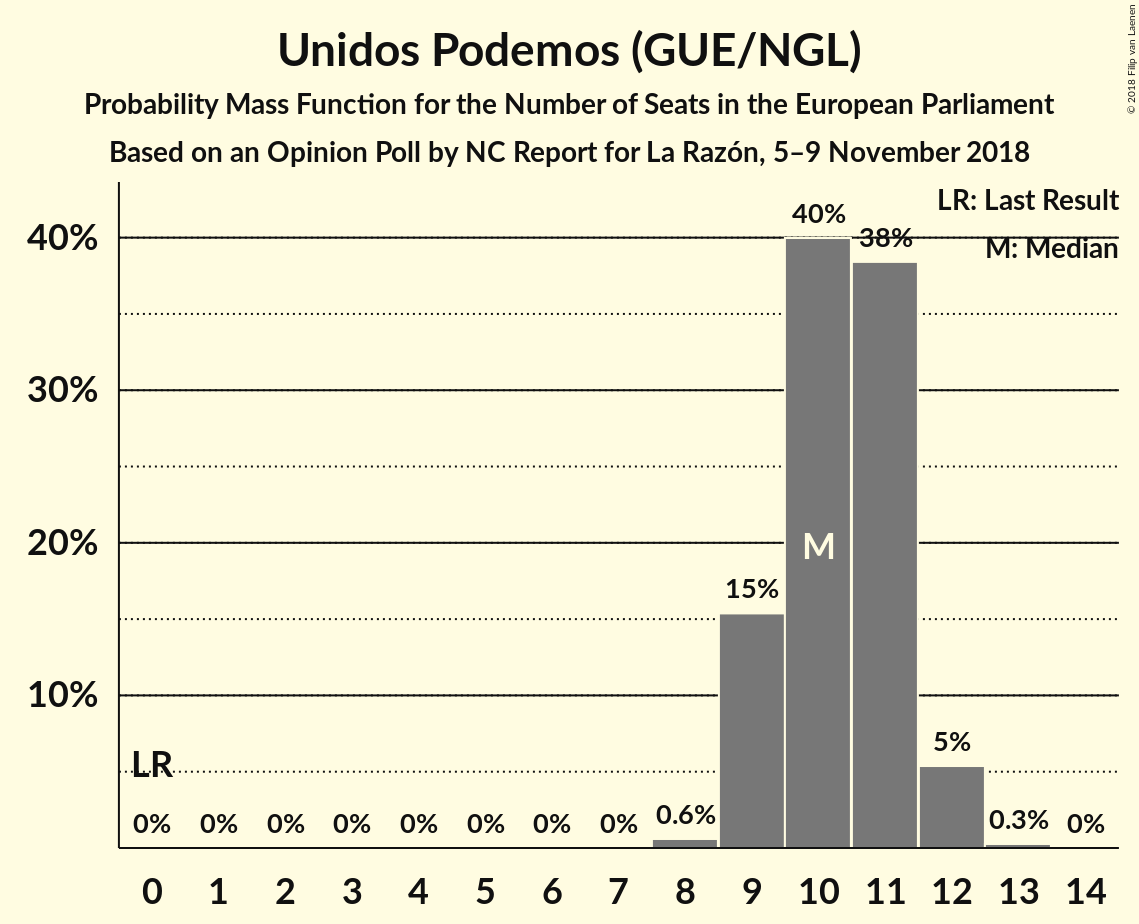 Unidos Podemos (GUE/NGL)
Probability Mass Function for the Number of Seats in the European Parliament
Based on an Opinion Poll by NC Report for La Razón, 5–9 November 2018
© 2018 Filip van Laenen
LR: Last Result
M: Median
40%
30%
20%
10%
40%
38%
M
15%
LR
5%
0% 0% 0% 0% 0% 0% 0% 0% 0.6% 0.3% 0%
0 1 2 3 4 5 6 7 8 9 10 11 12 13 14